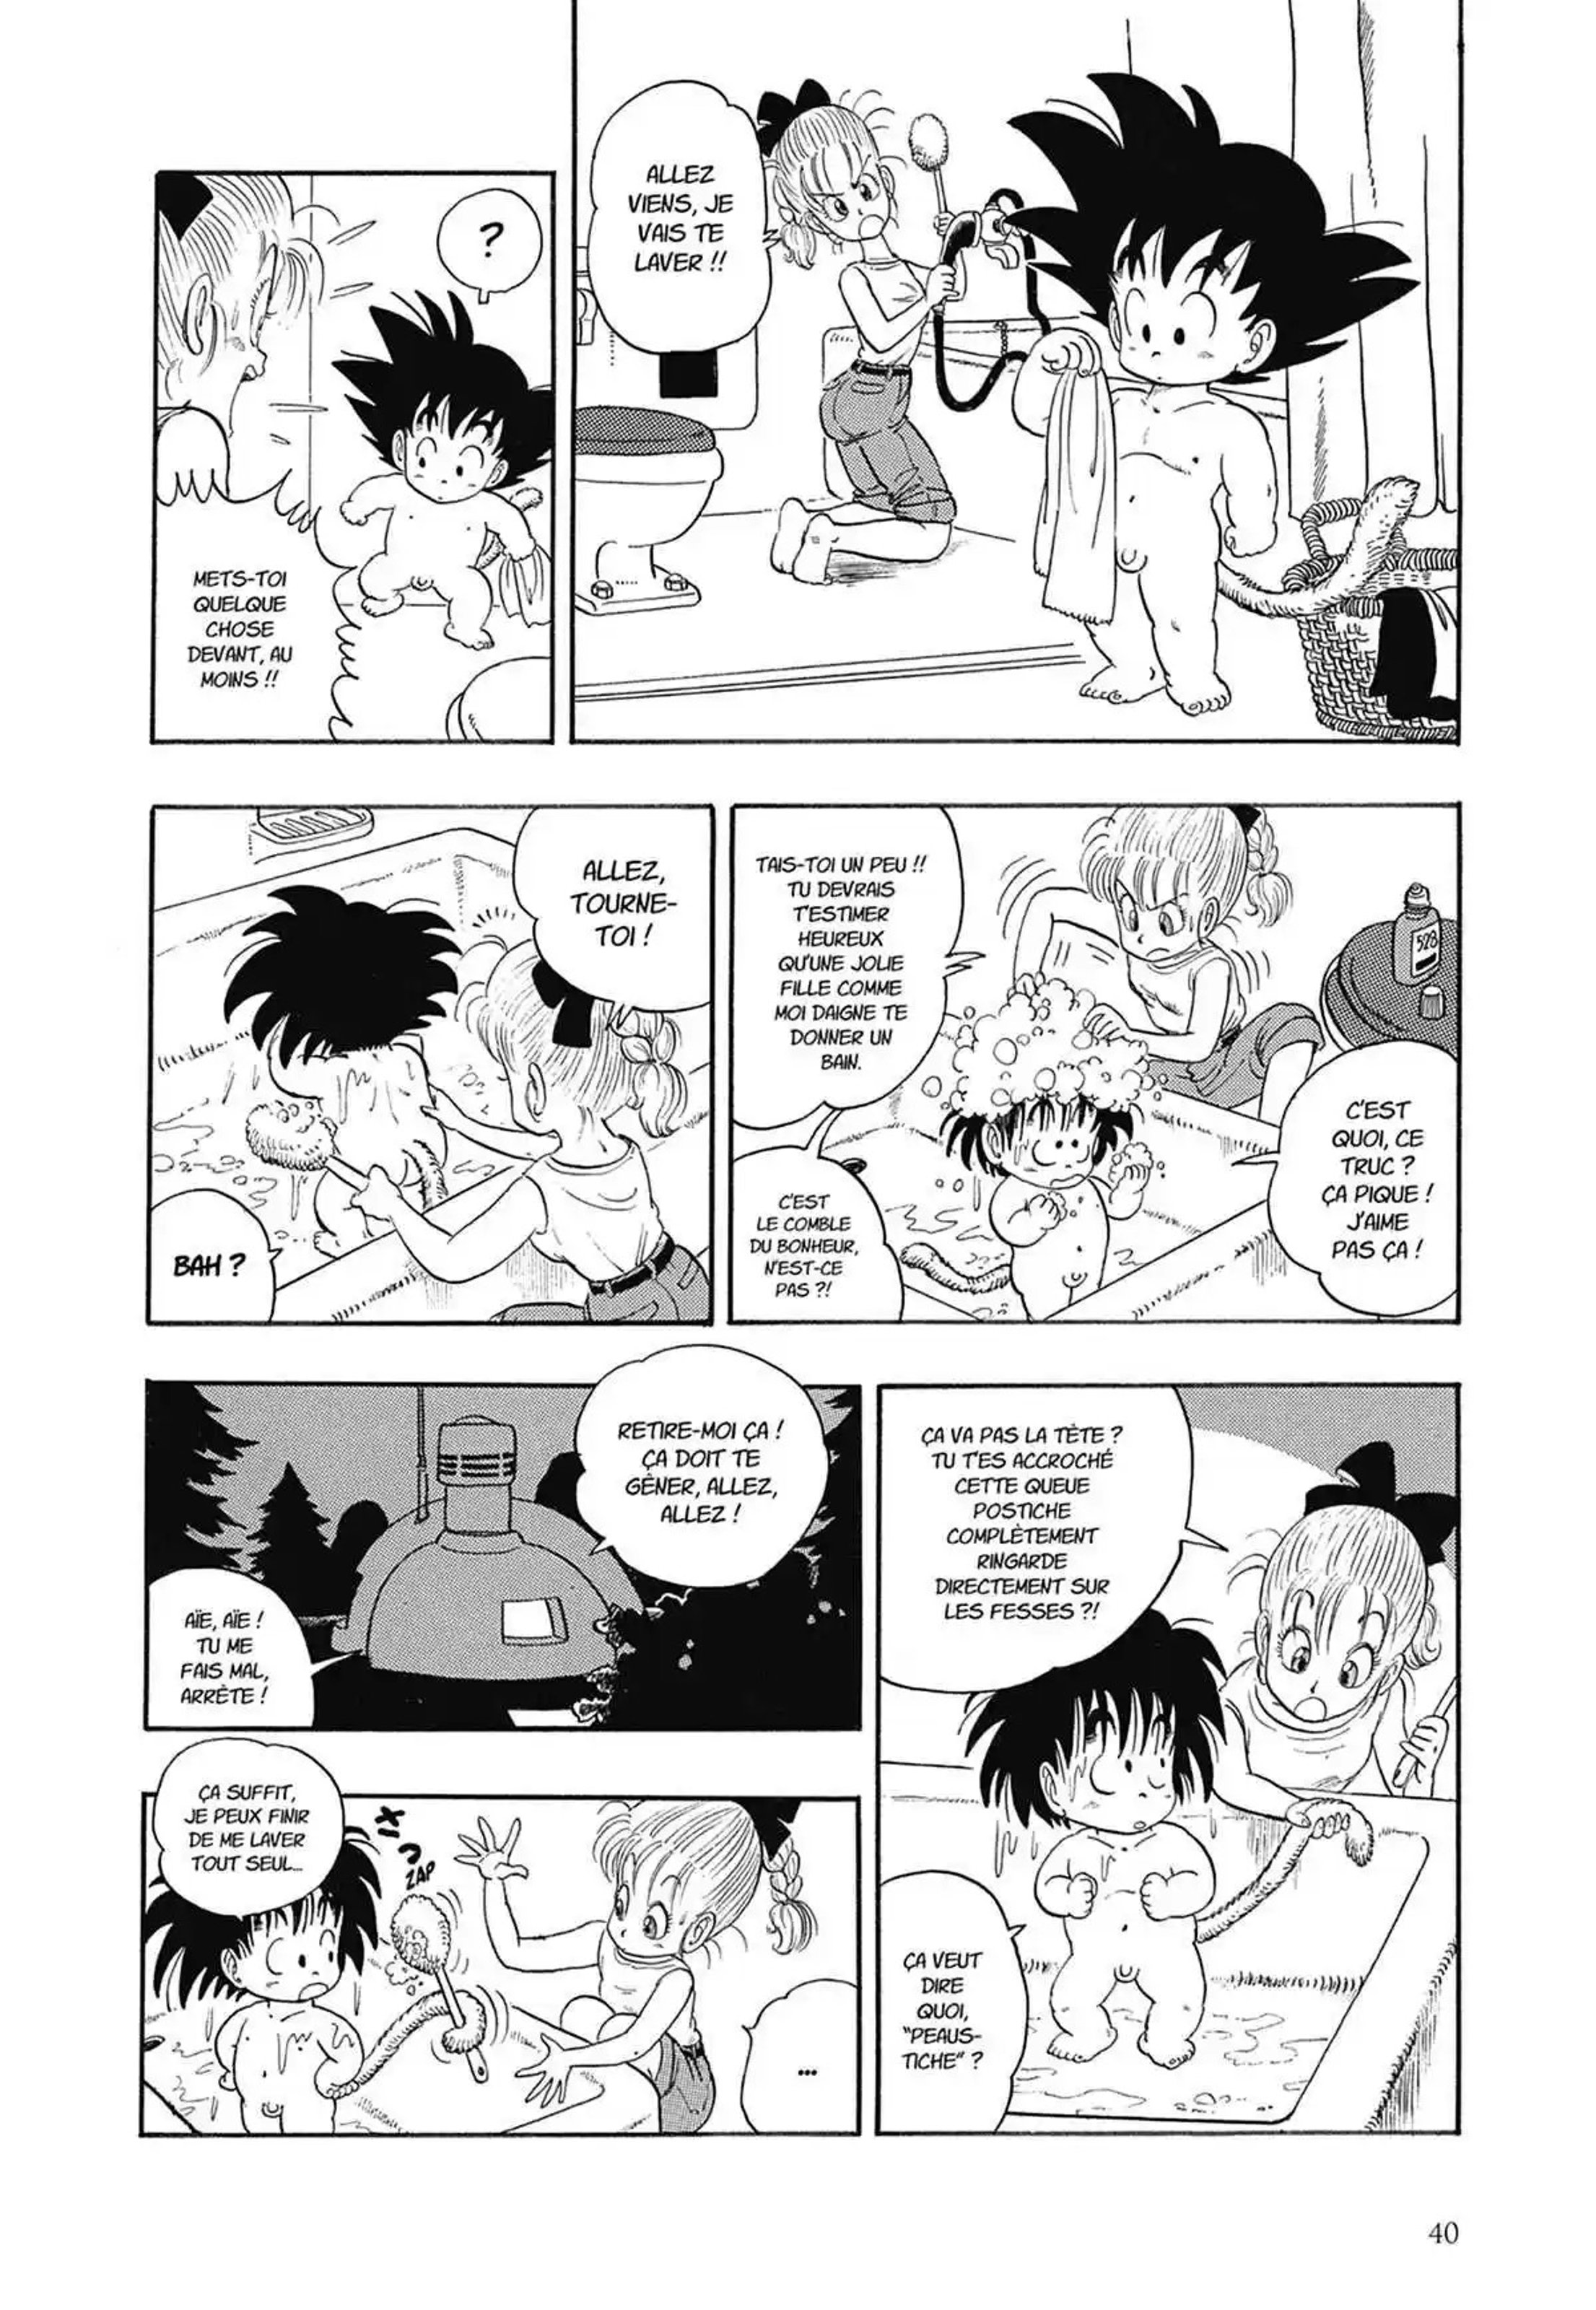 ALLEZ
VIENS, JE
VAIS TE
LAVER !!
?
METS-TOI
QUELQUE
CHOSE
DEVANT, AU
MOINS !!
C'EST
QUOI, CE
TRUC ?
ÇA PIQUE !
J'AIME
PAS ÇA !
528
TAIS-TOI UN PEU !!
TU DEVRAIS
T'ESTIMER
HEUREUX
QU'UNE JOLIE
FILLE COMME
MOI DAIGNE TE
DONNER UN
BAIN.
C'EST
LE COMBLE
DU BONHEUR,
N'EST-CE
PAS ?!
ALLEZ,
TOURNE-
TOI !
BAH ?
ÇA VA PAS LA TÊTE ?
TU T'ES ACCROCHÉ
CETTE QUEUE
POSTICHE
COMPLÈTEMENT
RINGARDE
DIRECTEMENT SUR
LES FESSES ?!
ÇA VEUT
DIRE
QUOI,
"PEAUS-
TICHE" ?
RETIRE-MOI ÇA !
ÇA DOIT TE
GÊNER, ALLEZ,
ALLEZ !
AÏE, AÏE !
TU ME
FAIS MAL,
ARRÊTE !
ÇA SUFFIT,
JE PEUX FINIR
DE ME LAVER
TOUT SEUL...
ZAP
...
40